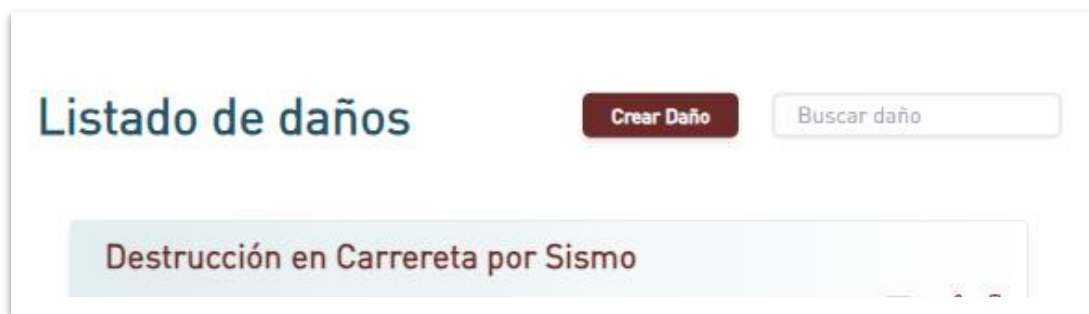 Listado de daños
Crear Daño
Buscar daño
Destrucción en Carrereta por Sismo